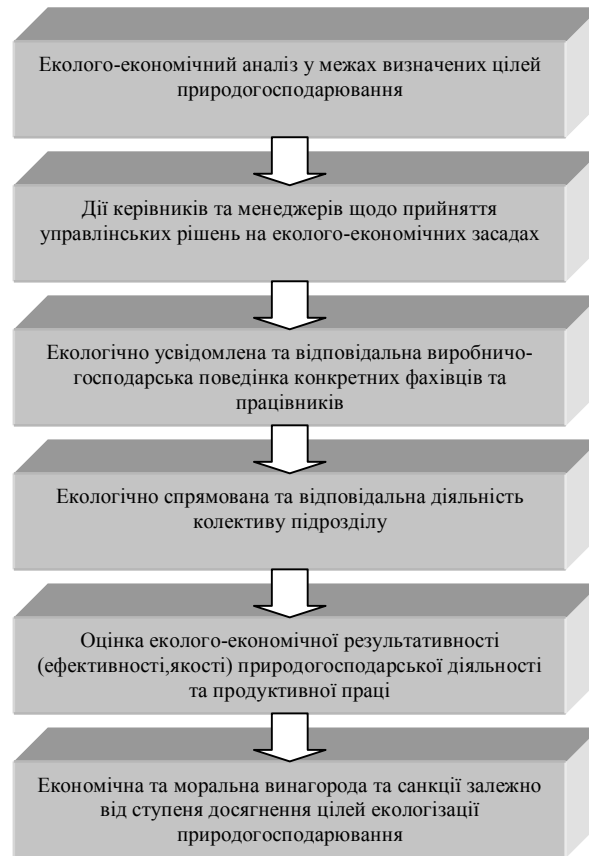 Еколого-економічний аналіз у межах визначених цілей
природогосподарювання
Дії керівників та менеджерів щодо прийняття
управлінських рішень на еколого-економічних засадах
Екологічно усвідомлена та відповідальна виробничо-
господарська поведінка конкретних фахівців та
працівників
Екологічно спрямована та відповідальна діяльність
колективу підрозділу
Оцінка еколого-економічної результативності
(ефективності,якості) природогосподарської діяльності
та продуктивної праці
Економічна та моральна винагорода та санкції залежно
від ступеня досягнення цілей екологізації
природогосподарювання